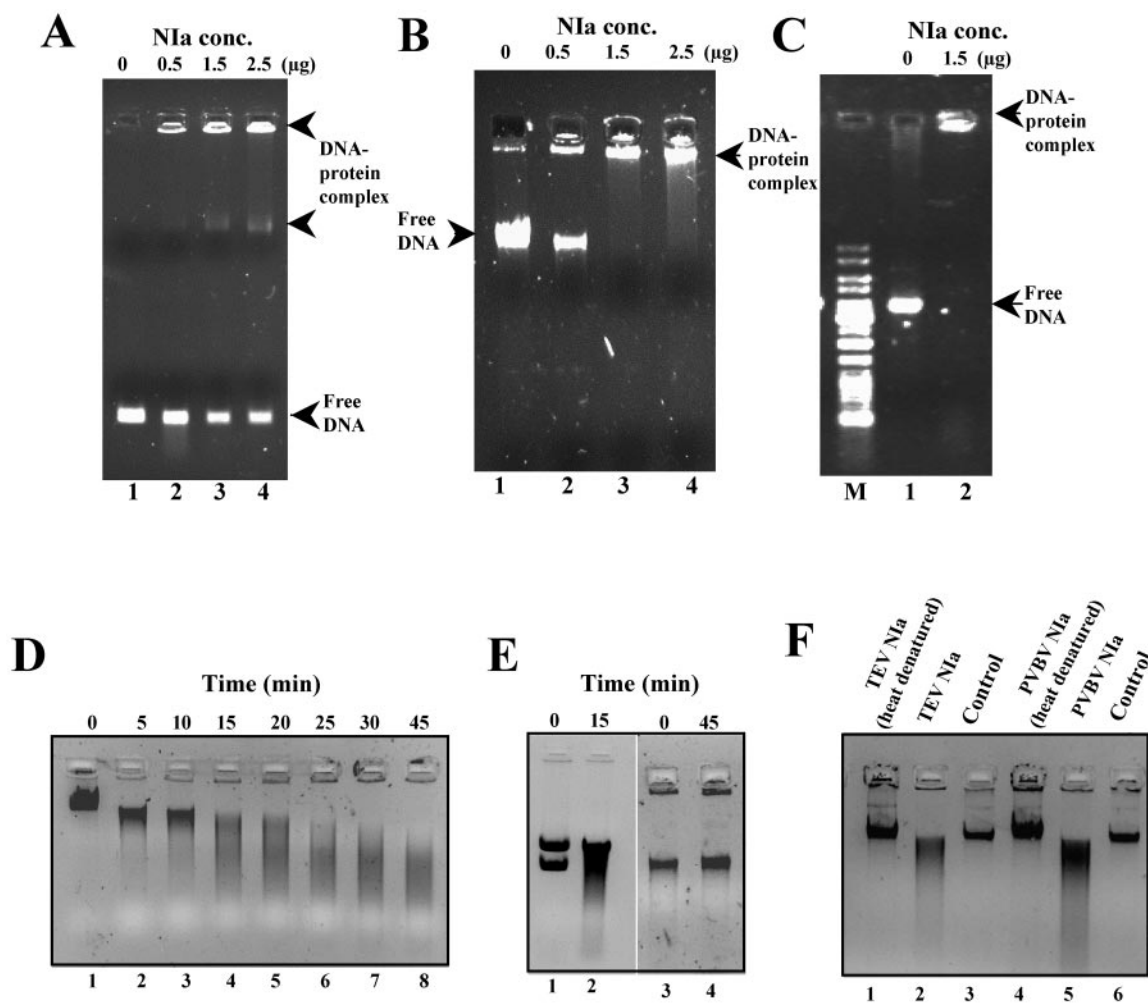 A
NIa conc.
0 0.5 1.5 2.5 (µg)
DNA-
protein
complex
Free
DNA
1 2 3 4
B
NIa conc.
0 0.5 1.5 2.5 (µg)
DNA-
protein
complex
Free
DNA
1 2 3 4
C
NIa conc.
0 1.5 (µg)
DNA-
protein
complex
Free
DNA
M 1 2
D
Time (min)
0 5 10 15 20 25 30 45
1 2 3 4 5 6 7 8
E
Time (min)
0 15 0 45
1 2 3 4
F
TEV NIa
(heat denatured)
TEV NIa
Control
PVBV NIa
(heat denatured)
PVBV NIa
Control
1 2 3 4 5 6